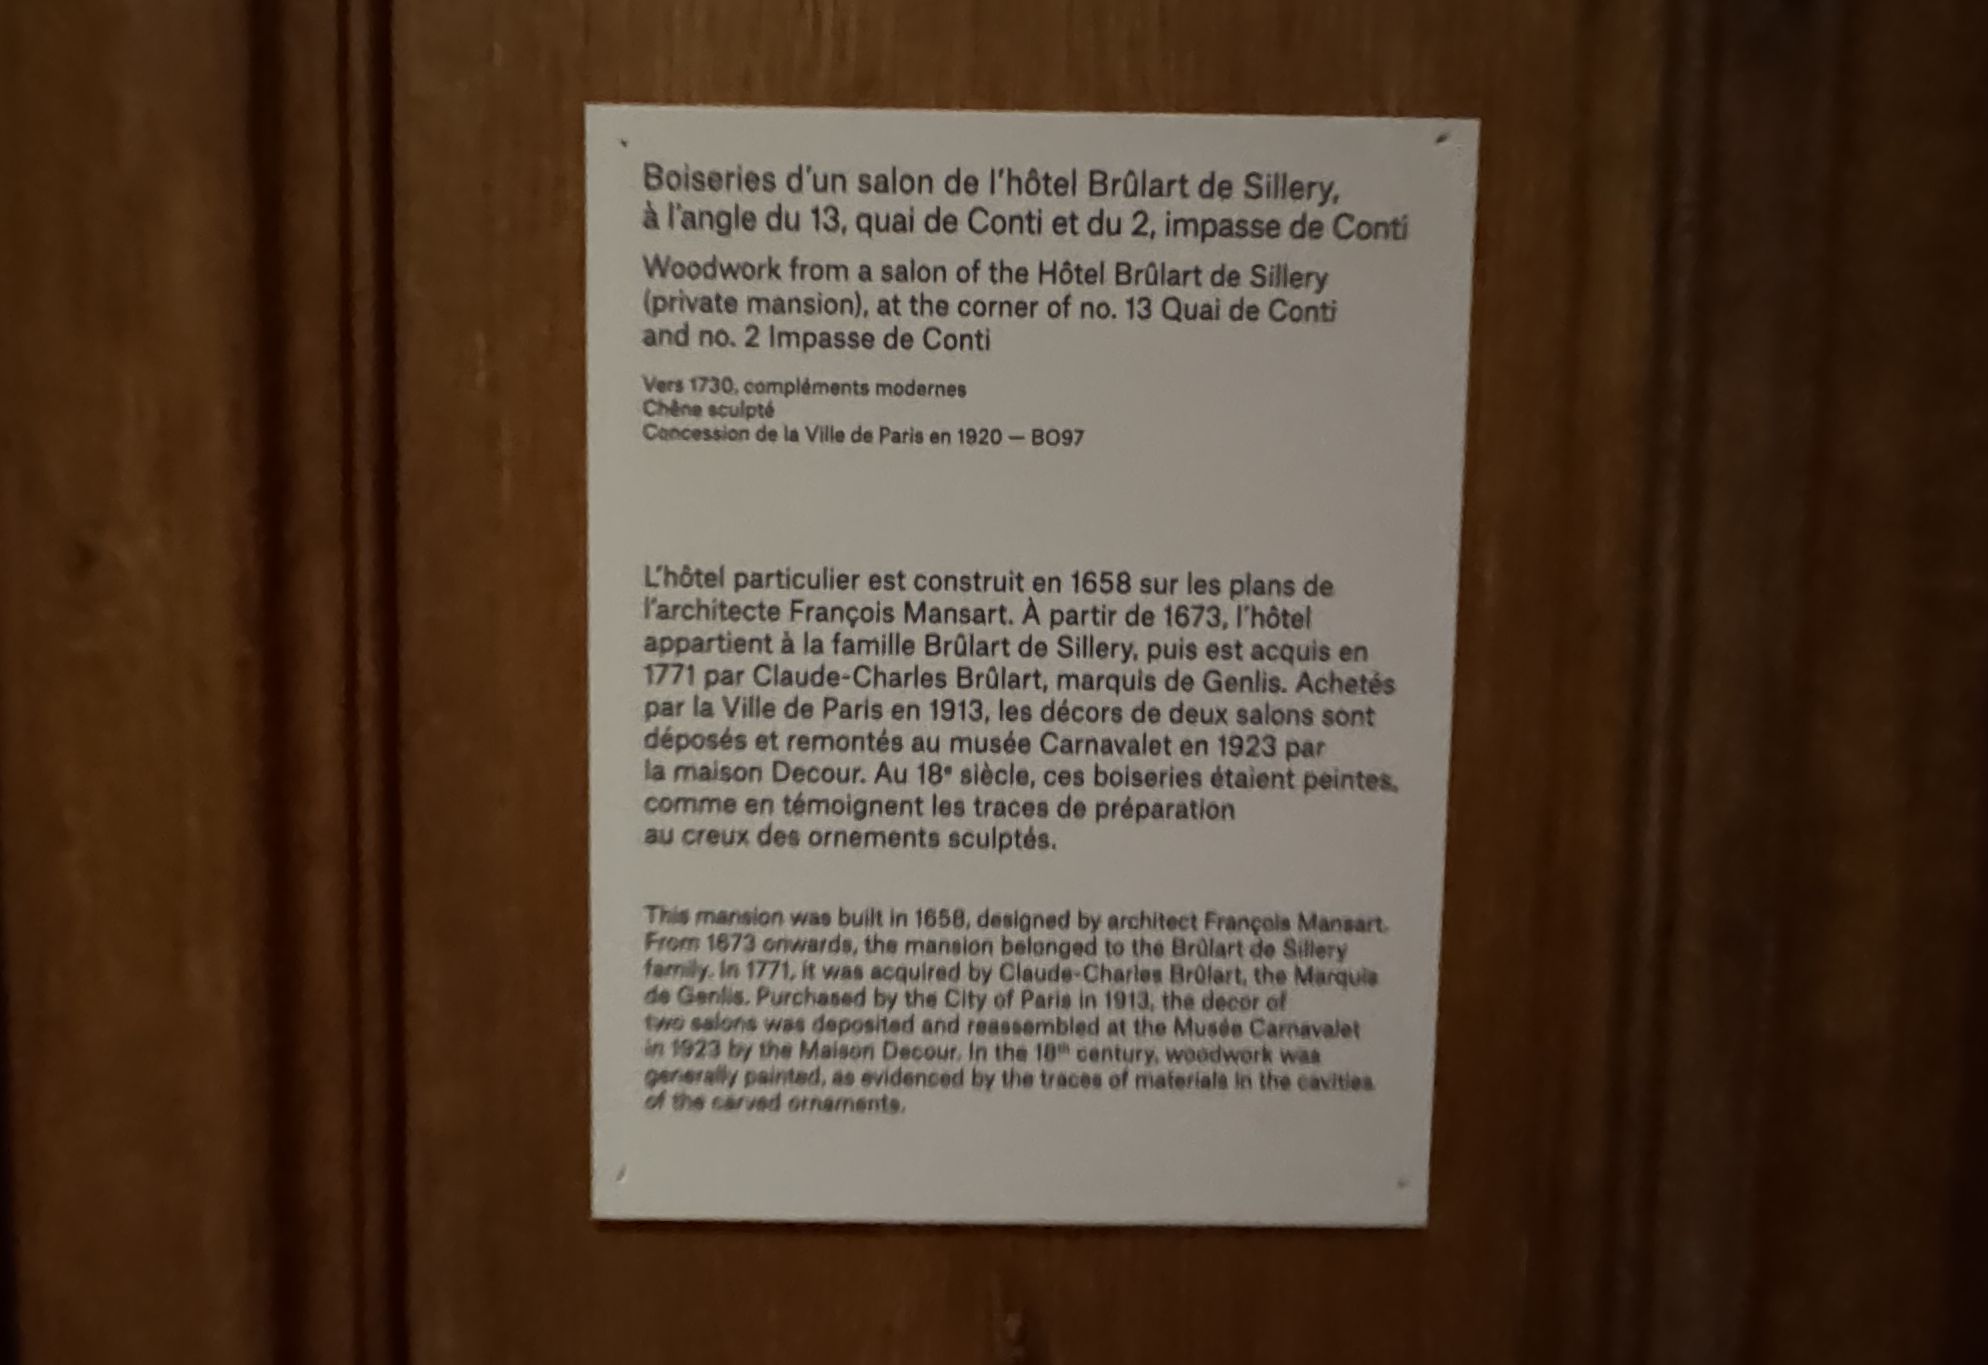 Boiseries d'un salon de l'hôtel Brûlart de Sillery,
à l'angle du 13, quai de Conti et du 2, impasse de Conti
Woodwork from a salon of the Hôtel Brûlart de Sillery
(private mansion), at the corner of no. 13 Quai de Conti
and no. 2 Impasse de Conti
Vers 1730, compléments modernes
Chêne sculpté
Concession de la Ville de Paris en 1920 — BO97
L'hôtel particulier est construit en 1658 sur les plans de
l'architecte François Mansart. À partir de 1673, l'hôtel
appartient à la famille Brûlart de Sillery, puis est acquis en
1771 par Claude-Charles Brûlart, marquis de Genlis. Achetés
par la Ville de Paris en 1913, les décors de deux salons sont
déposés et remontés au musée Carnavalet en 1923 par
la maison Decour. Au 18e siècle, ces boiseries étaient peintes,
comme en témoignent les traces de préparation
au creux des ornements sculptés.
This mansion was built in 1658, designed by architect François Mansart.
From 1673 onwards, the mansion belonged to the Brûlart de Sillery
family. In 1771, it was acquired by Claude-Charles Brûlart, the Marquis
de Genlis. Purchased by the City of Paris in 1913, the decor of
two salons was deposited and reassembled at the Musée Carnavalet
in 1923 by the Maison Decour. In the 18th century, woodwork was
generally painted, as evidenced by the traces of materials in the cavities
of the carved ornaments.